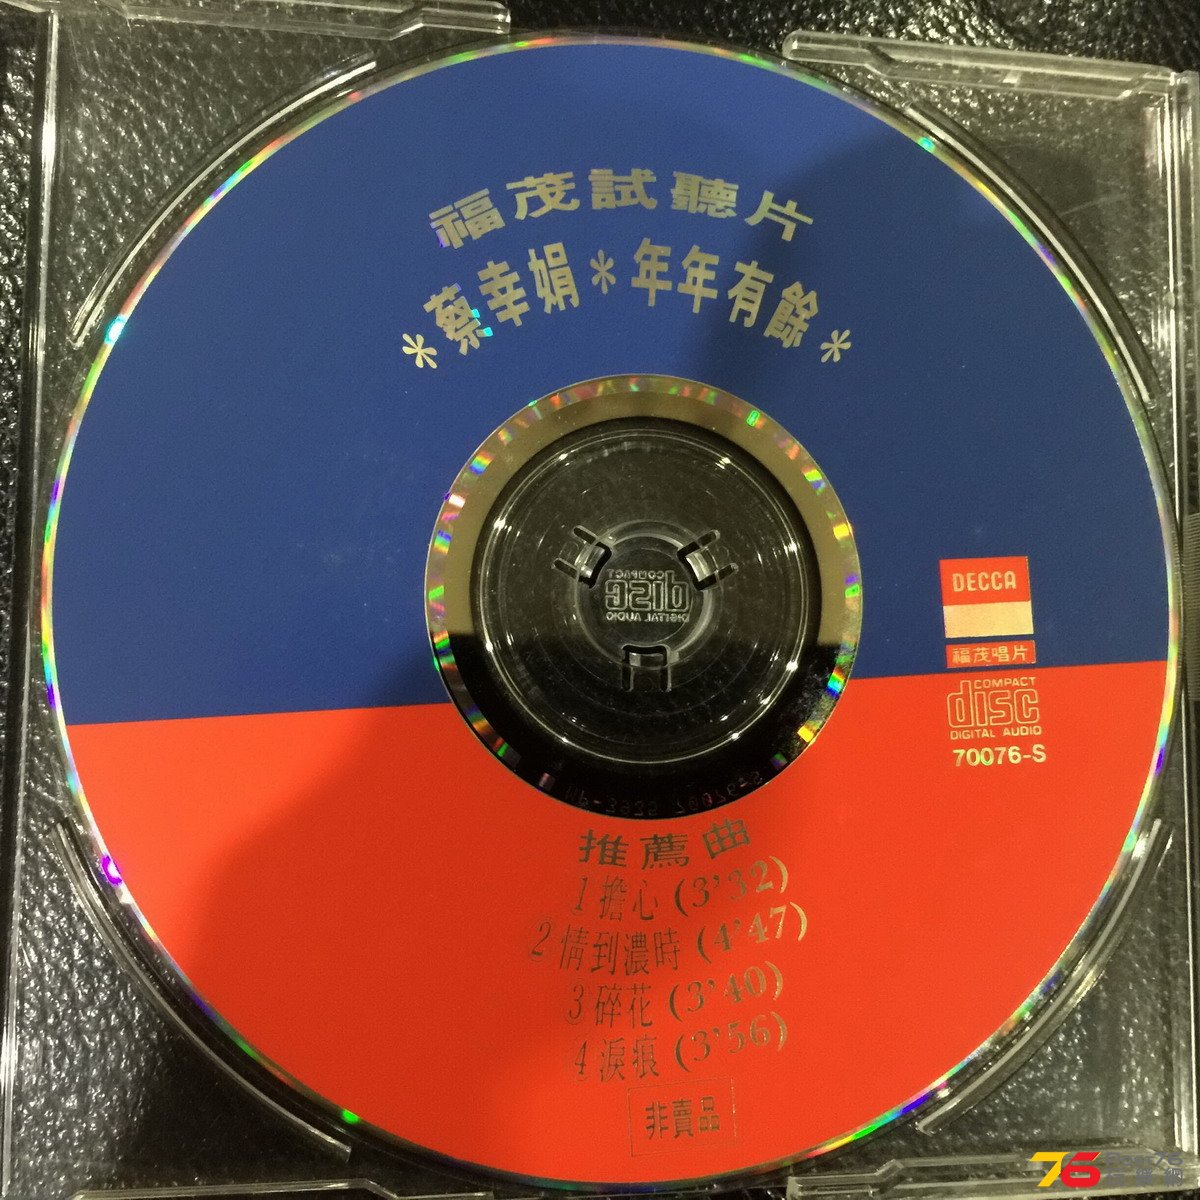 福茂試聽片
*蔡幸娟*年年有餘*
DECCA
福茂唱片
COMPACT
disc
DIGITAL AUDIO
70076-S
COMPACT
disc
DIGITAL AUDIO
推薦曲
1 擔心 (3'32)
2 情到濃時 (4'47)
3 碎花 (3'40)
4 淚痕 (3'56)
非賣品
76